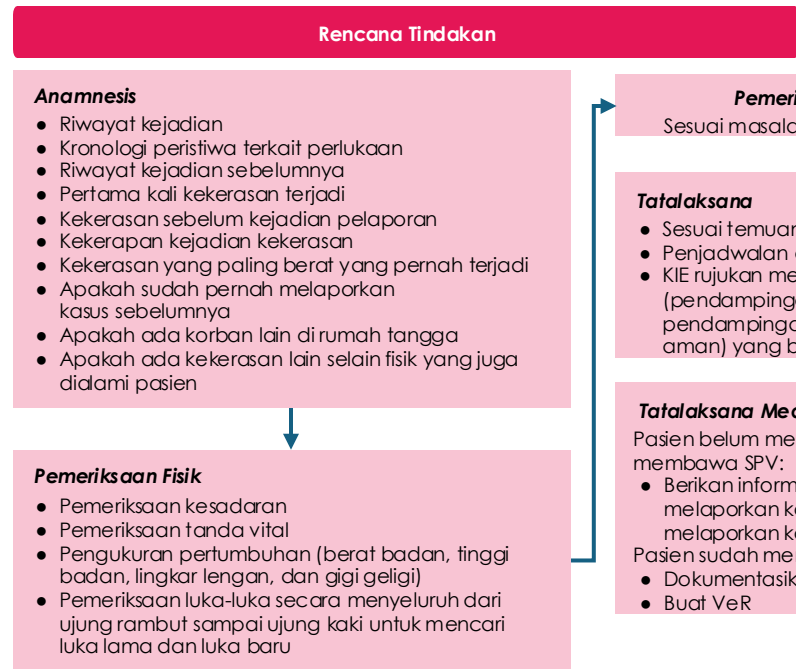 Rencana Tindakan
Anamnesis
● Riwayat kejadian
● Kronologi peristiwa terkait perlukaan
● Riwayat kejadian sebelumnya
● Pertama kali kekerasan terjadi
● Kekerasan sebelum kejadian pelaporan
● Kekerapan kejadian kekerasan
● Kekerasan yang paling berat yang pernah terjadi
● Apakah sudah pernah melaporkan
kasus sebelumnya
● Apakah ada korban lain di rumah tangga
● Apakah ada kekerasan lain selain fisik yang juga
dialami pasien
Pemeriksaan Fisik
● Pemeriksaan kesadaran
● Pemeriksaan tanda vital
● Pengukuran pertumbuhan (berat badan, tinggi
badan, lingkar lengan, dan gigi geligi)
● Pemeriksaan luka-luka secara menyeluruh dari
ujung rambut sampai ujung kaki untuk mencari
luka lama dan luka baru
Sesuai
Tatalaksana
● Sesuai
● Penjadwalan
● KIE rujukan
aman) yang
Tatalaksana
Pasien belum
membawa SPV:
● Berikan
melaporkan
melaporkan
Pasien sudah
● Buat VeR